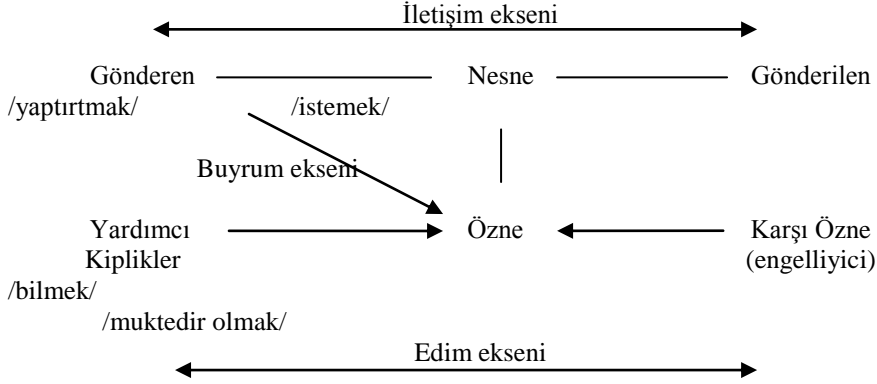 İletişim ekseni
Gönderen Nesne Gönderilen
/yaptırtmak/ /istemek/
Buyrum ekseni
Yardımcı Özne Karşı Özne
Kiplikler (engelliyici)
/bilmek/
/muktedir olmak/
Edim ekseni